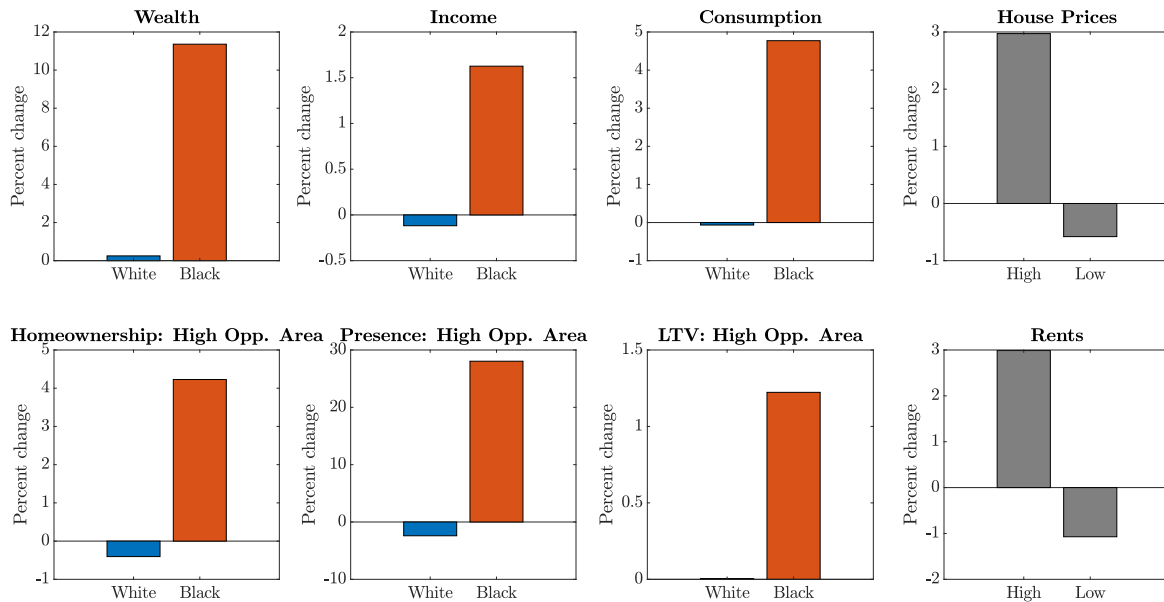 Wealth
12
10
8
6
4
2
0
Percent change
White Black
Income
2
1.5
1
0.5
0
-0.5
Percent change
White Black
Consumption
5
4
3
2
1
0
-1
Percent change
White Black
House Prices
3
2
1
0
-1
Percent change
High Low
Homeownership: High Opp. Area
5
4
3
2
1
0
-1
Percent change
White Black
Presence: High Opp. Area
30
20
10
0
-10
Percent change
White Black
LTV: High Opp. Area
1.5
1
0.5
0
Percent change
White Black
Rents
3
2
1
0
-1
-2
Percent change
High Low